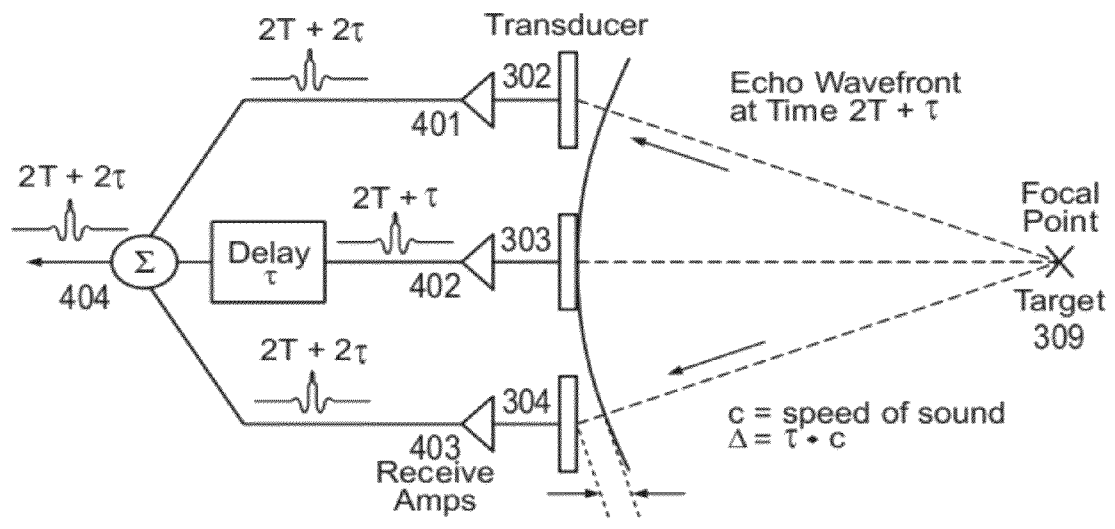 2T + 2τ
Transducer
302
401
Echo Wavefront
at Time 2T + τ
2T + 2τ
2T + τ
303
Delay
τ
Σ
402
404
Focal
Point
Target
309
2T + 2τ
304
403
Receive
Amps
c = speed of sound
Δ = τ • c